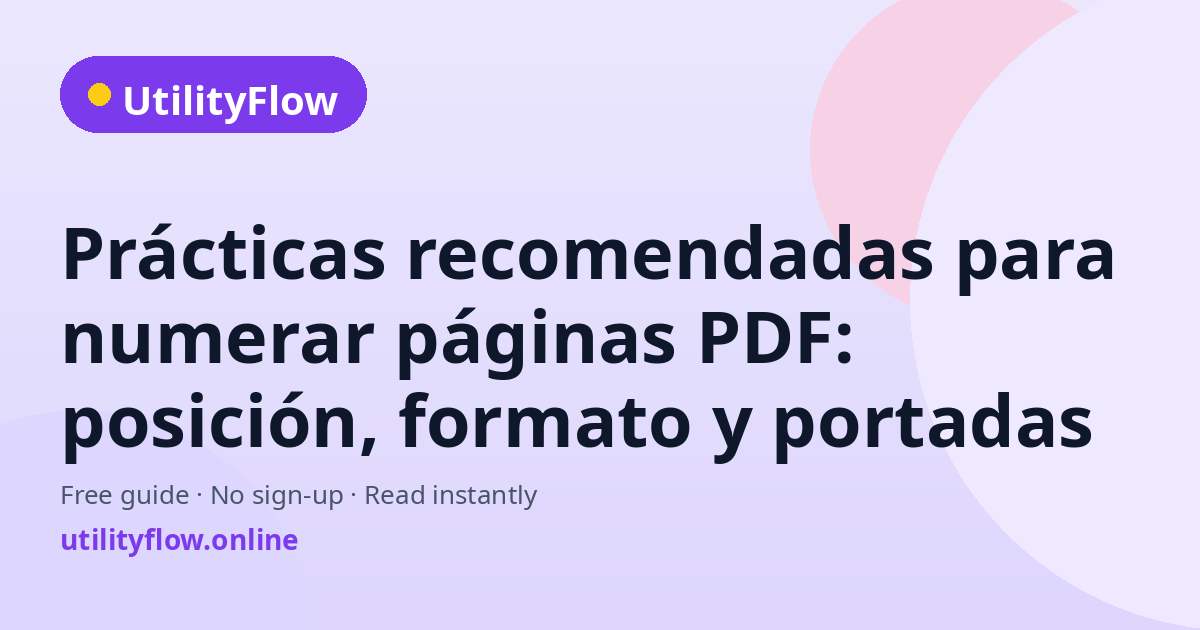 UtilityFlow
Prácticas recomendadas para
numerar páginas PDF:
posición, formato y portadas
Free guide · No sign-up · Read instantly
utilityflow.online